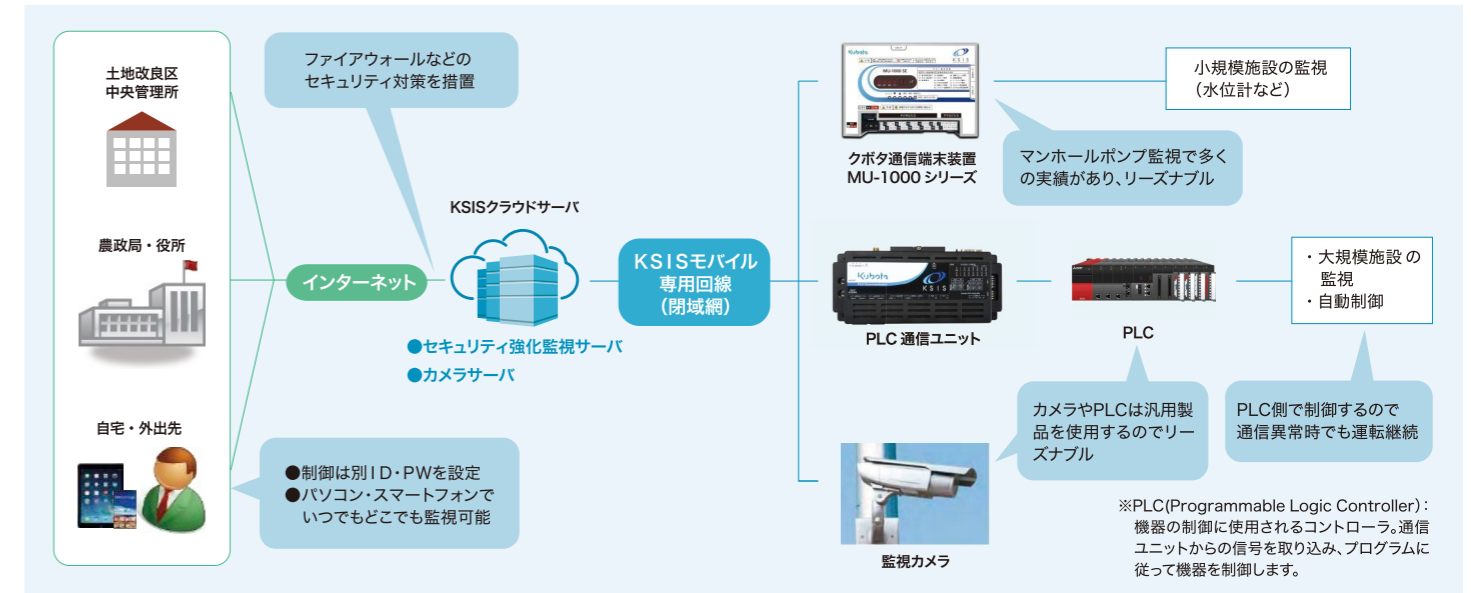 土地改良区
中央管理所
農政局・役所
自宅・外出先
ファイアウォールなどの
セキュリティ対策を措置
インターネット
●制御は別ID・PWを設定
●パソコン・スマートフォンで
いつでもどこでも監視可能
KSISクラウドサーバ
●セキュリティ強化監視サーバ
●カメラサーバ
KSISモバイル
専用回線
(閉域網)
Kubota
KSIS
MU-1000 SE
クボタ通信端末装置
MU-1000 シリーズ
小規模施設の監視
(水位計など)
マンホールポンプ監視で多く
の実績があり、リーズナブル
Kubota
KSIS
PLC 通信ユニット
PLC
・大規模施設の
監視
・自動制御
カメラやPLCは汎用製
品を使用するのでリー
ズナブル
PLC側で制御するので
通信異常時でも運転継続
監視カメラ
※PLC(Programmable Logic Controller):
機器の制御に使用されるコントローラ。通信
ユニットからの信号を取り込み、プログラムに
従って機器を制御します。